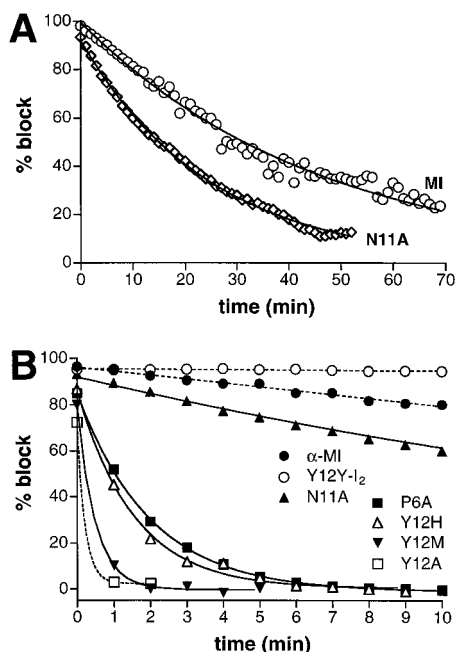 A
100
80
60
40
20
0
% block
MI
N11A
0 10 20 30 40 50 60 70
time (min)
B
100
80
60
40
20
0
% block
● α-MI
○ Y12Y-I₂
▲ N11A
■ P6A
△ Y12H
▼ Y12M
□ Y12A
0 1 2 3 4 5 6 7 8 9 10
time (min)